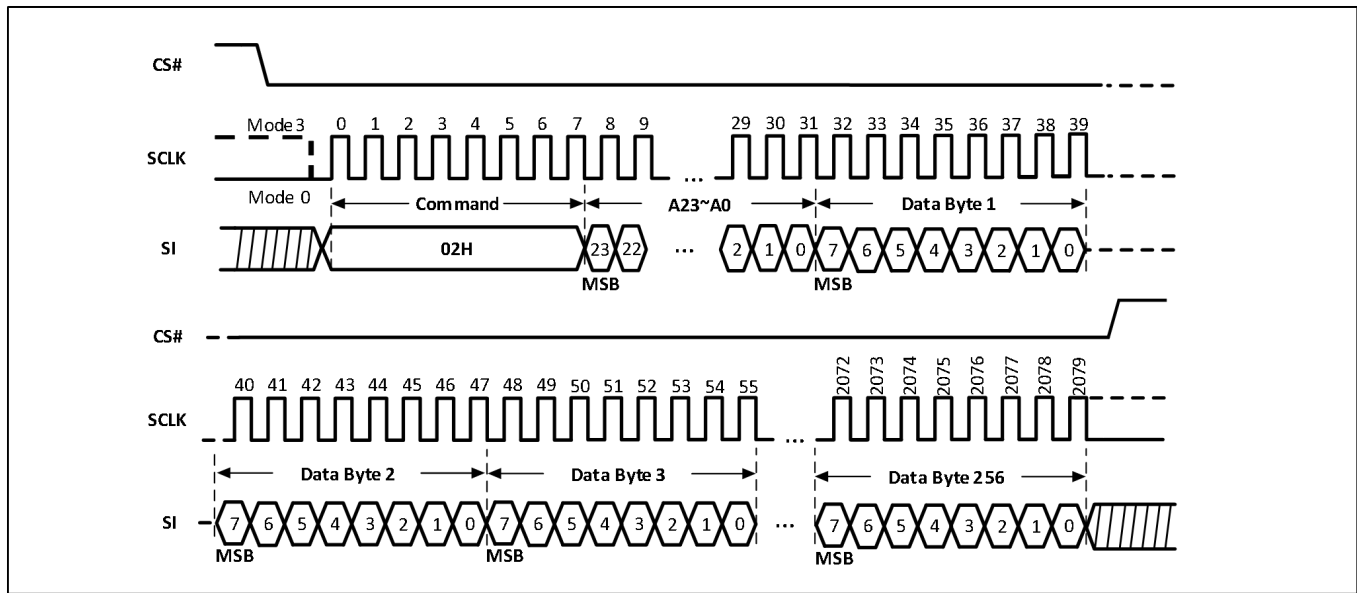 CS#
Mode 3
0 1 2 3 4 5 6 7 8 9 29 30 31 32 33 34 35 36 37 38 39
SCLK
...
Mode 0
Command A23~A0 Data Byte 1
SI 02H 23 22 ... 2 1 0 7 6 5 4 3 2 1 0
MSB MSB
CS#
40 41 42 43 44 45 46 47 48 49 50 51 52 53 54 55 2072 2073 2074 2075 2076 2077 2078 2079
SCLK
...
Data Byte 2 Data Byte 3 Data Byte 256
SI 7 6 5 4 3 2 1 0 7 6 5 4 3 2 1 0 ... 7 6 5 4 3 2 1 0
MSB MSB MSB